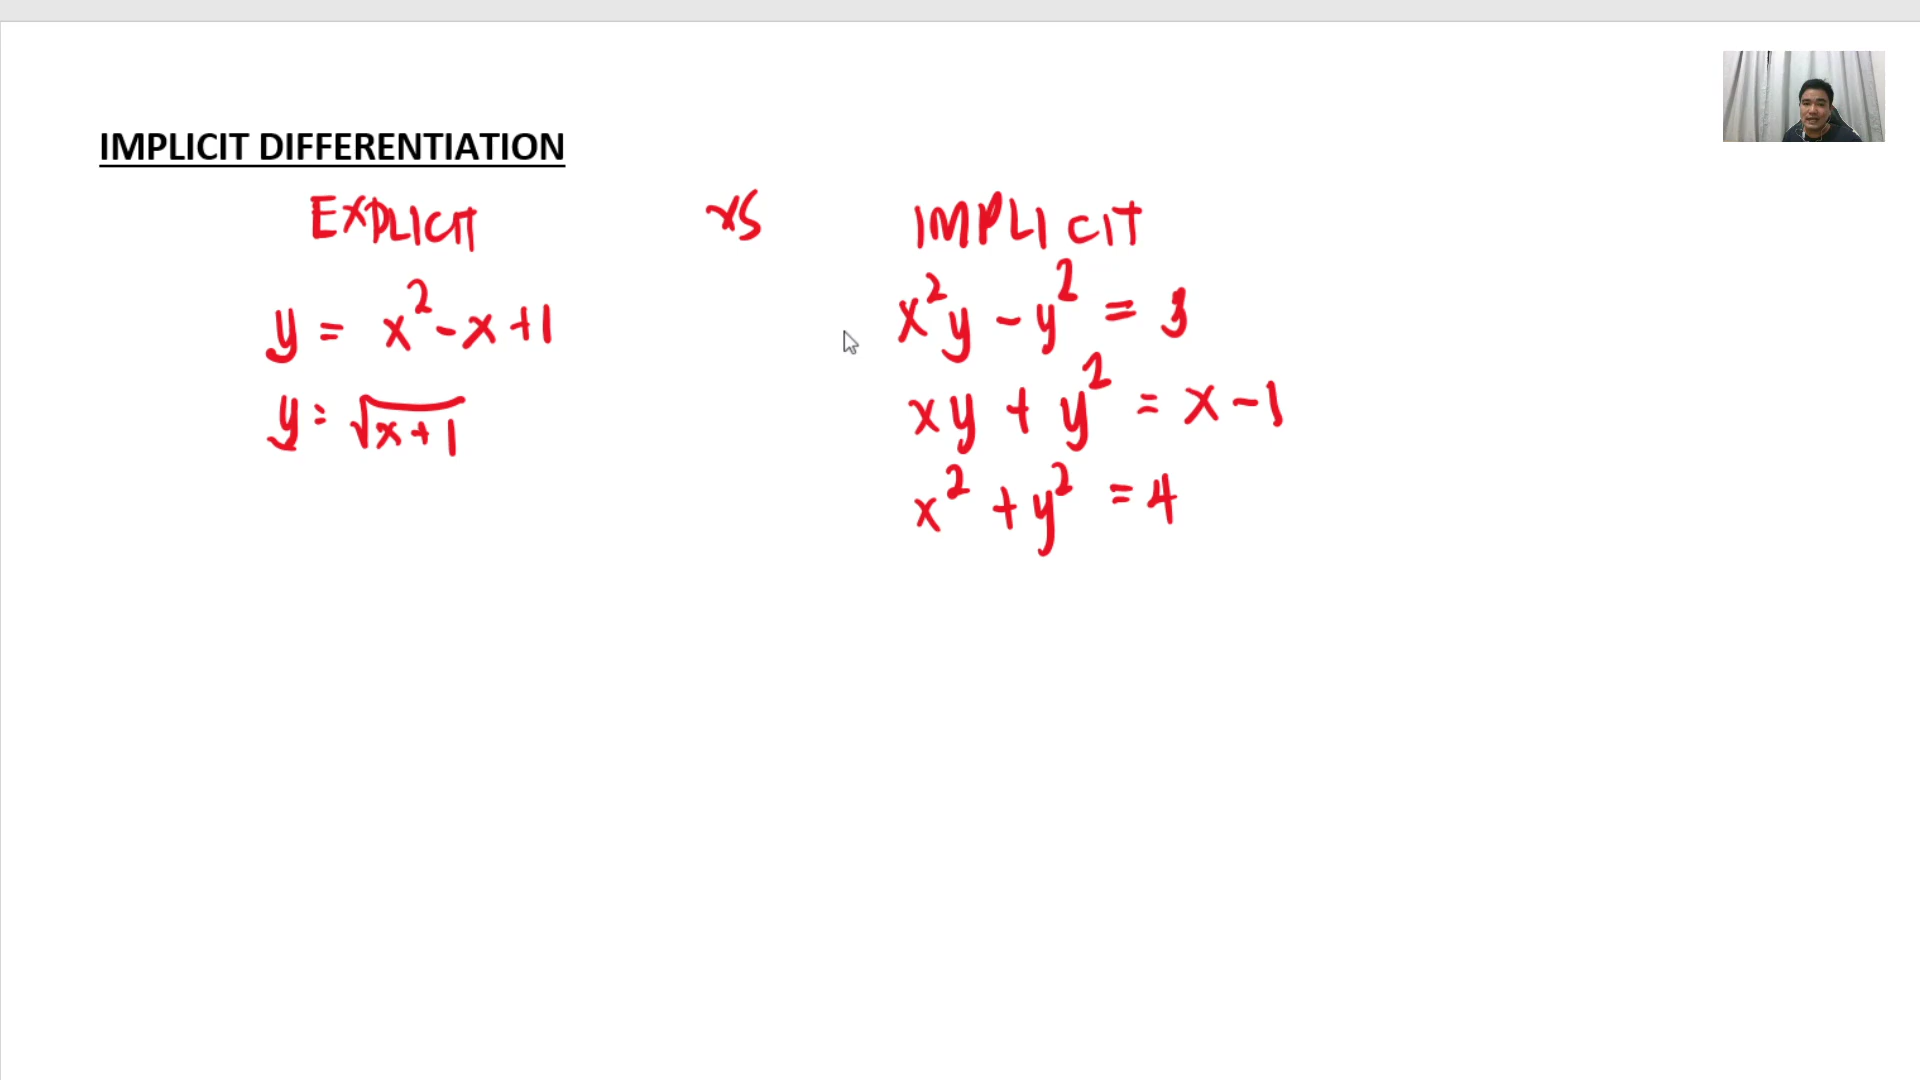 IMPLICIT DIFFERENTIATION
EXPLICIT vs IMPLICIT
y = x² - x + 1
x²y - y² = 3
y = √x+1
xy + y² = x - 1
x² + y² = 4